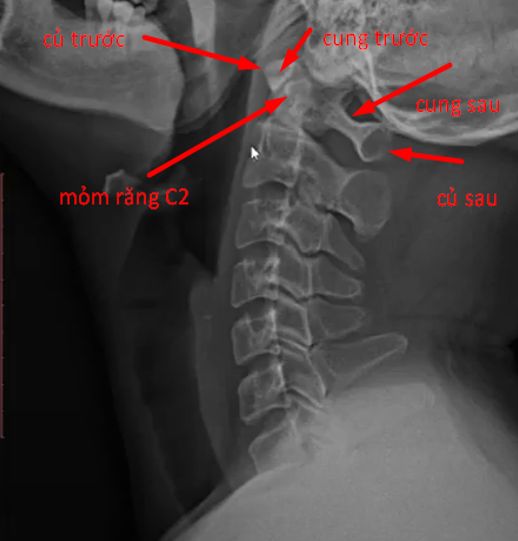 củ trước
cung trước
cung sau
mỏm răng C2
củ sau